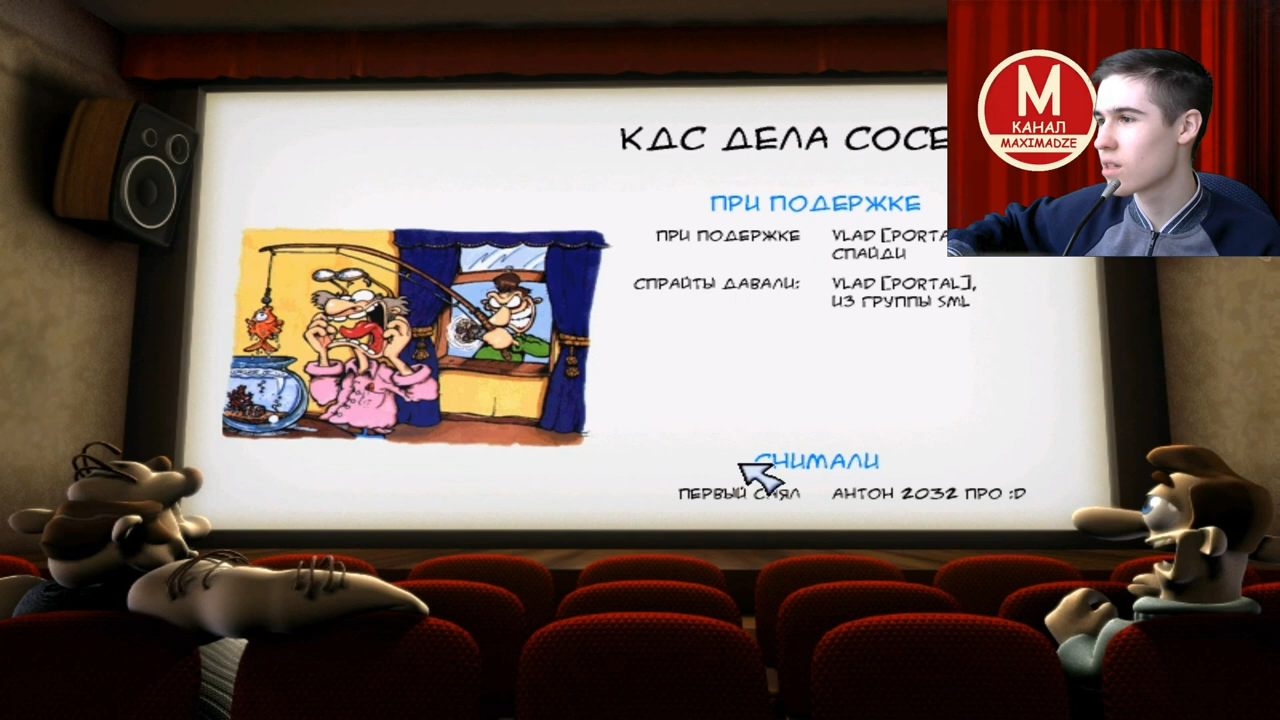 КДС ДЕЛА СОСЕ
М
КАНАЛ
MAXIMADZE
ПРИ ПОДЕРЖКЕ
ПРИ ПОДЕРЖКЕ VLAD [PORTA
СПАЙДИ
СПРАЙТЫ ДАВАЛИ: VLAD [PORTAL],
ИЗ ГРУППЫ SML
СНИМАЛИ
ПЕРВЫЙ СНЯЛ АНТОН 2032 ПРО :D